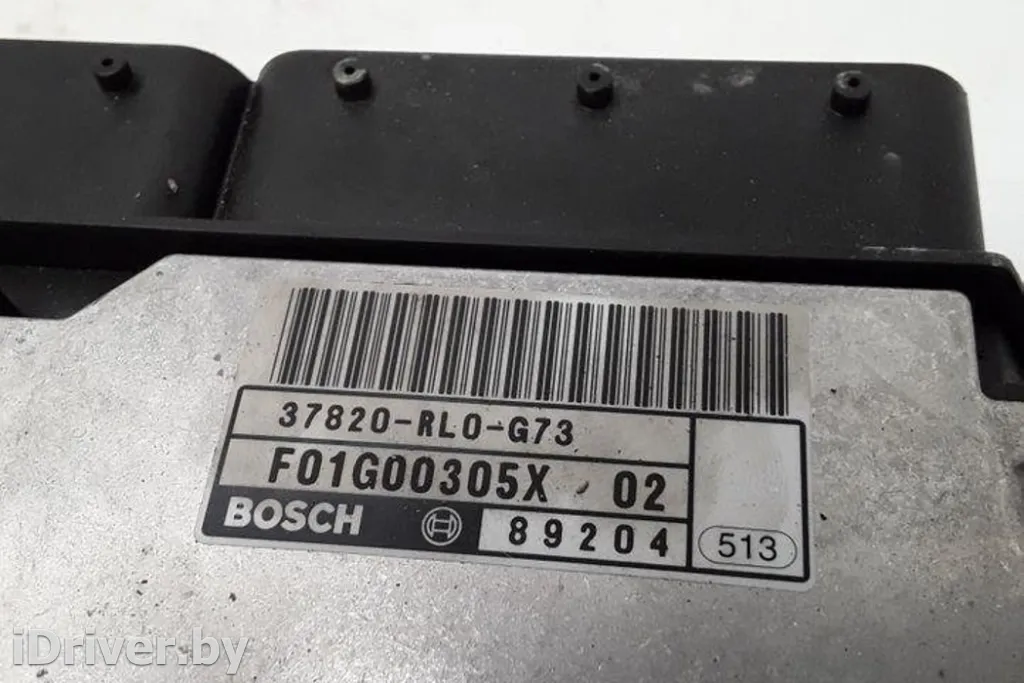 37820-RL0-G73
F01G00305X 02
BOSCH 89204 513
iDriver.by